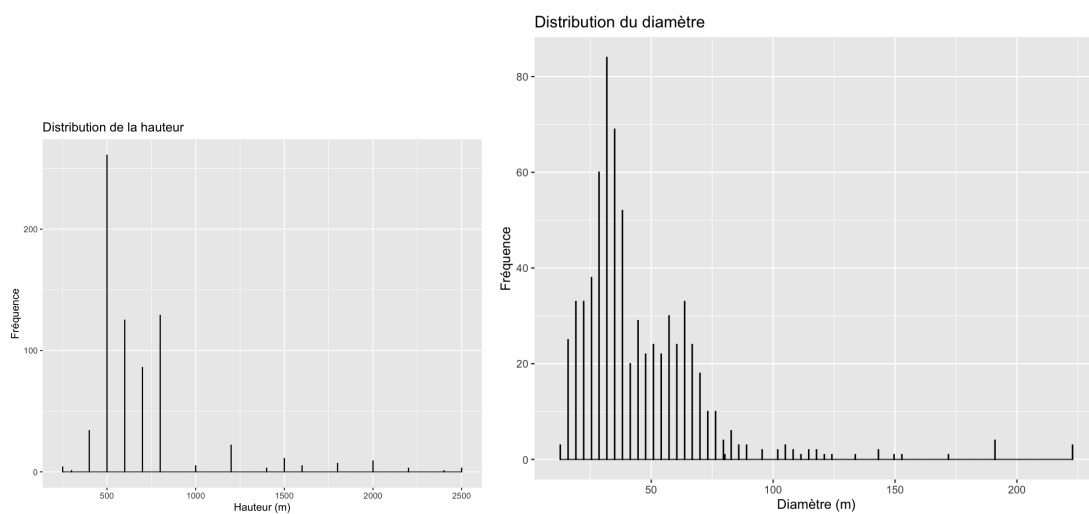 Distribution de la hauteur
Fréquence
200
100
0
500
1000
1500
2000
2500
Hauteur (m)
Distribution du diamètre
Fréquence
80
60
40
20
0
50
100
150
200
Diamètre (m)